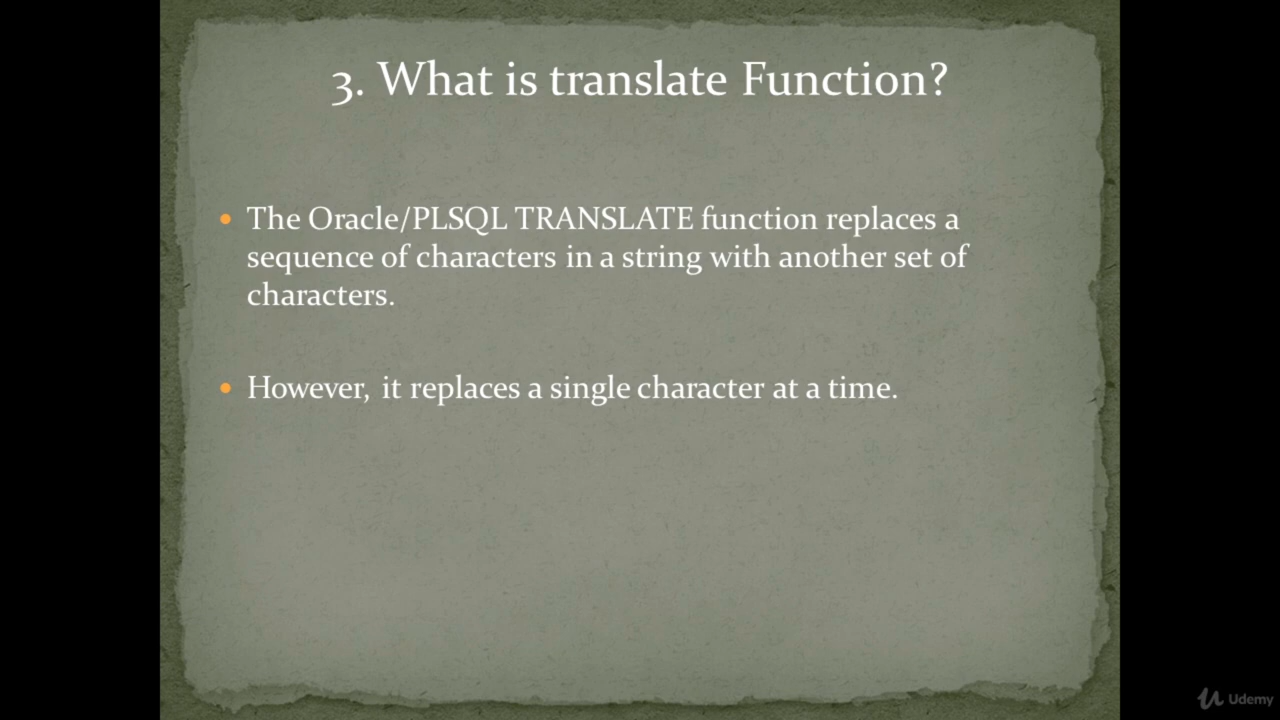 3. What is translate Function?
The Oracle/PLSQL TRANSLATE function replaces a
sequence of characters in a string with another set of
characters.
However, it replaces a single character at a time.
Udemy